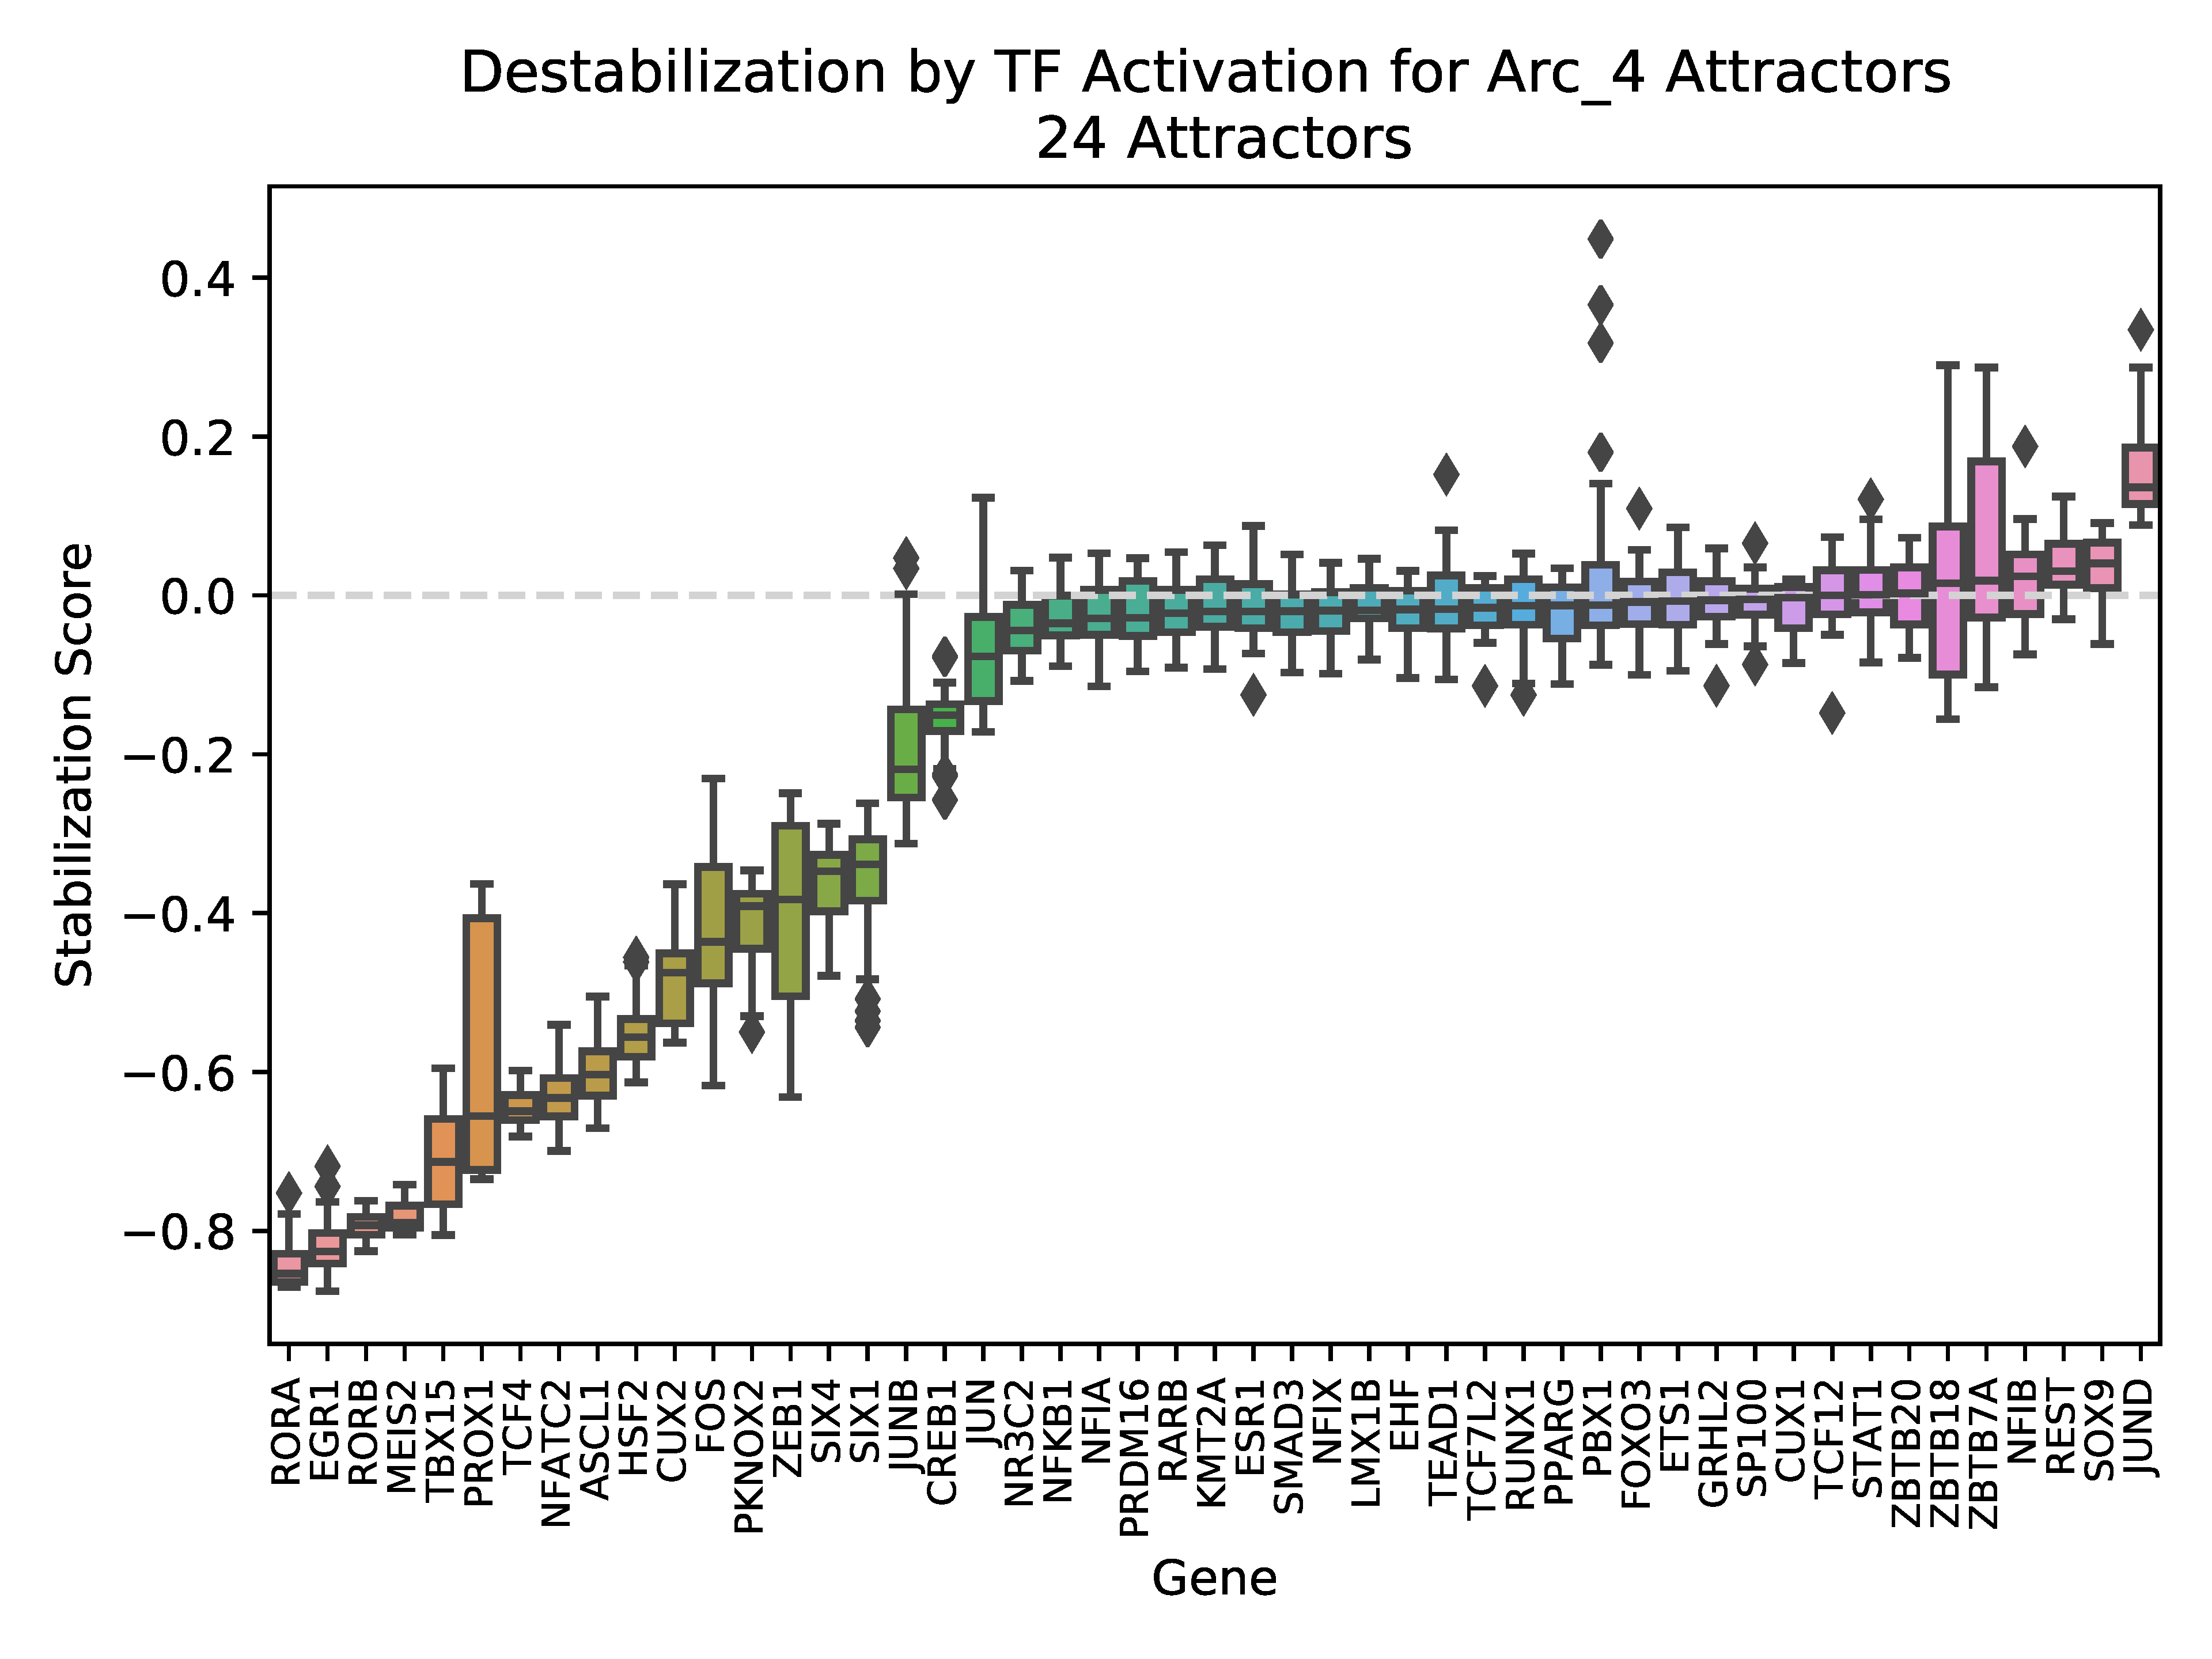 Destabilization by TF Activation for Arc_4 Attractors
24 Attractors
Stabilization Score
0.4
0.2
0.0
−0.2
−0.4
−0.6
−0.8
RORA
EGR1
RORB
MEIS2
TBX15
PROX1
TCF4
NFATC2
ASCL1
HSF2
CUX2
FOS
PKNOX2
ZEB1
SIX4
SIX1
JUNB
CREB1
JUN
NR3C2
NFKB1
NFIA
PRDM16
RARB
KMT2A
ESR1
SMAD3
NFIX
LMX1B
EHF
TEAD1
TCF7L2
RUNX1
PPARG
PBX1
FOXO3
ETS1
GRHL2
SP100
CUX1
TCF12
STAT1
ZBTB20
ZBTB18
ZBTB7A
NFIB
REST
SOX9
JUND
Gene